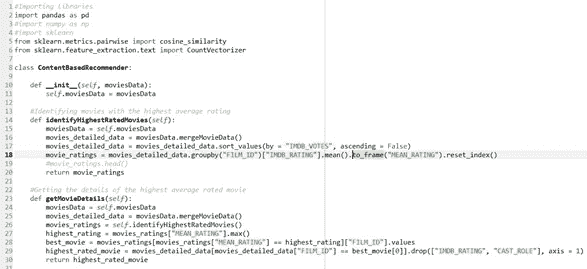 1 #Importing Libraries
2 import pandas as pd
3 #import numpy as np
4 #import sklearn
5 from sklearn.metrics.pairwise import cosine_similarity
6 from sklearn.feature_extraction.text import CountVectorizer
7
8 class ContentBasedRecommender:
9
10 def __init__(self, moviesData):
11 self.moviesData = moviesData
12
13 #Identifying movies with the highest average rating
14 def identifyHighestRatedMovies(self):
15 moviesData = self.moviesData
16 movies_detailed_data = moviesData.mergeMovieData()
17 movies_detailed_data = movies_detailed_data.sort_values(by = "IMDB_VOTES", ascending = False)
18 movie_ratings = movies_detailed_data.groupby("FILM_ID")["IMDB_RATING"].mean().to_frame("MEAN_RATING").reset_index()
19 #movie_ratings.head()
20 return movie_ratings
21
22 #Getting the details of the highest average rated movie
23 def getMovieDetails(self):
24 moviesData = self.moviesData
25 movies_detailed_data = moviesData.mergeMovieData()
26 movies_ratings = self.identifyHighestRatedMovies()
27 highest_rating = movies_ratings["MEAN_RATING"].max()
28 best_movie = movies_ratings[movies_ratings["MEAN_RATING"] == highest_rating]["FILM_ID"].values
29 highest_rated_movie = movies_detailed_data[movies_detailed_data["FILM_ID"] == best_movie[0]].drop(["IMDB_RATING", "CAST_ROLE"], axis = 1)
30 return highest_rated_movie